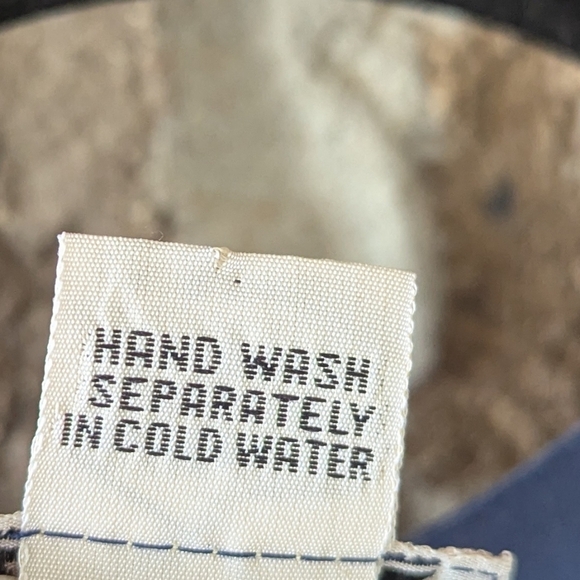 HAND WASH
SEPARATELY
IN COLD WATER